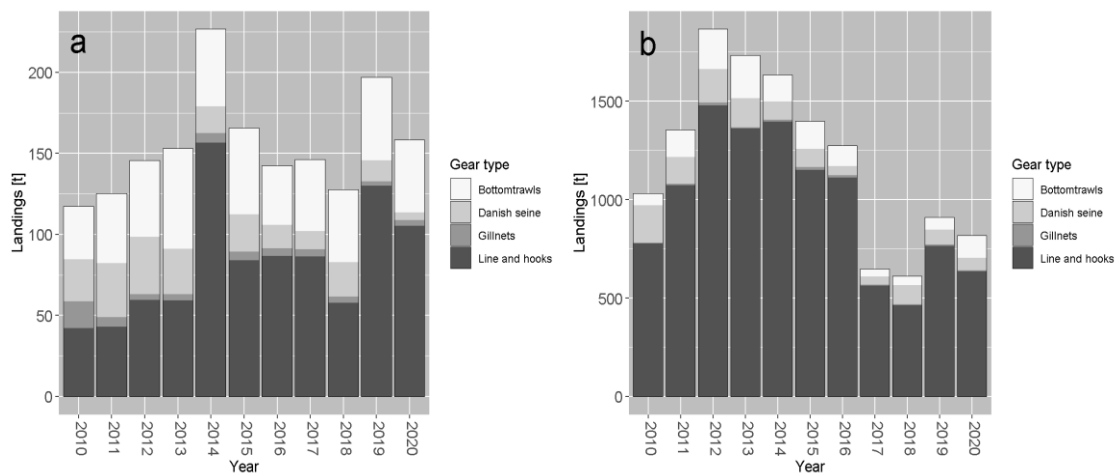 a
Landings [t]
200
150
100
50
0
2010
2011
2012
2013
2014
2015
2016
2017
2018
2019
2020
Year
Gear type
Bottomtrawls
Danish seine
Gillnets
Line and hooks
b
Landings [t]
1500
1000
500
0
2010
2011
2012
2013
2014
2015
2016
2017
2018
2019
2020
Year
Gear type
Bottomtrawls
Danish seine
Gillnets
Line and hooks